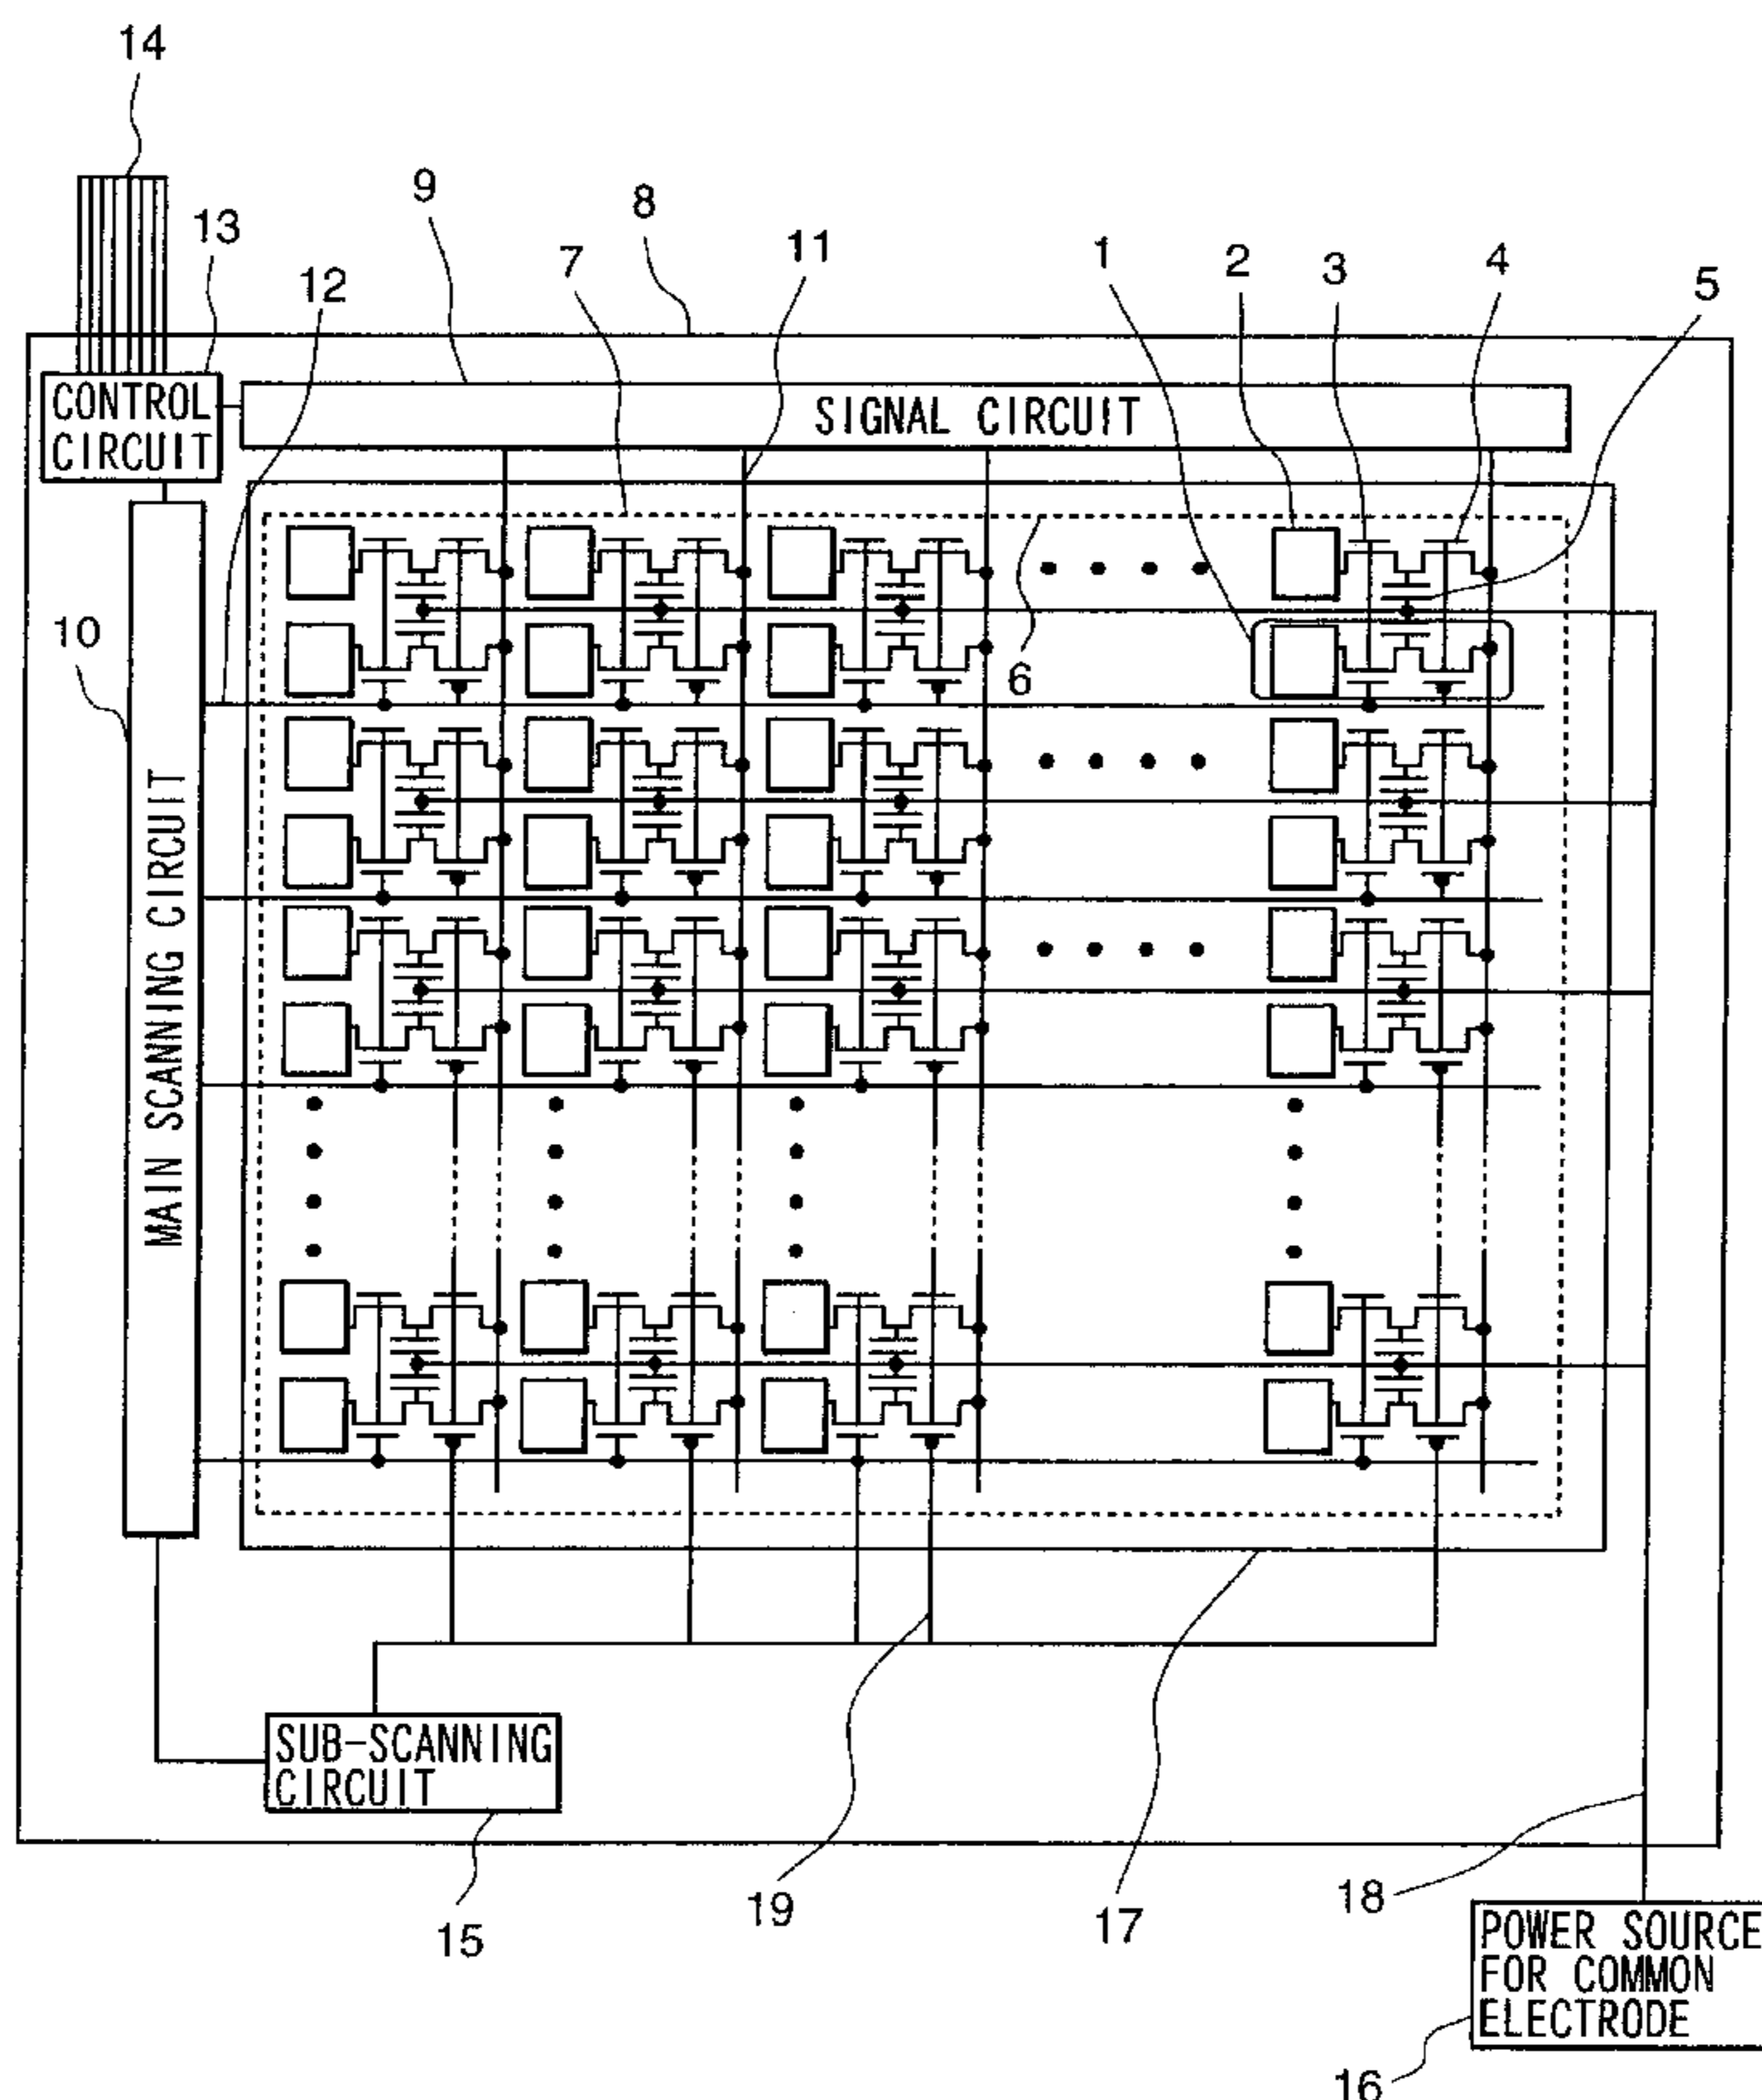 14
9
8
13
11
7
1
2
3
4
12
5
CONTROL
CIRCUIT
SIGNAL CIRCUIT
10
6
MAIN SCANNING CIRCUIT
SUB-SCANNING
CIRCUIT
15
19
17
18
POWER SOURCE
FOR COMMON
ELECTRODE
16